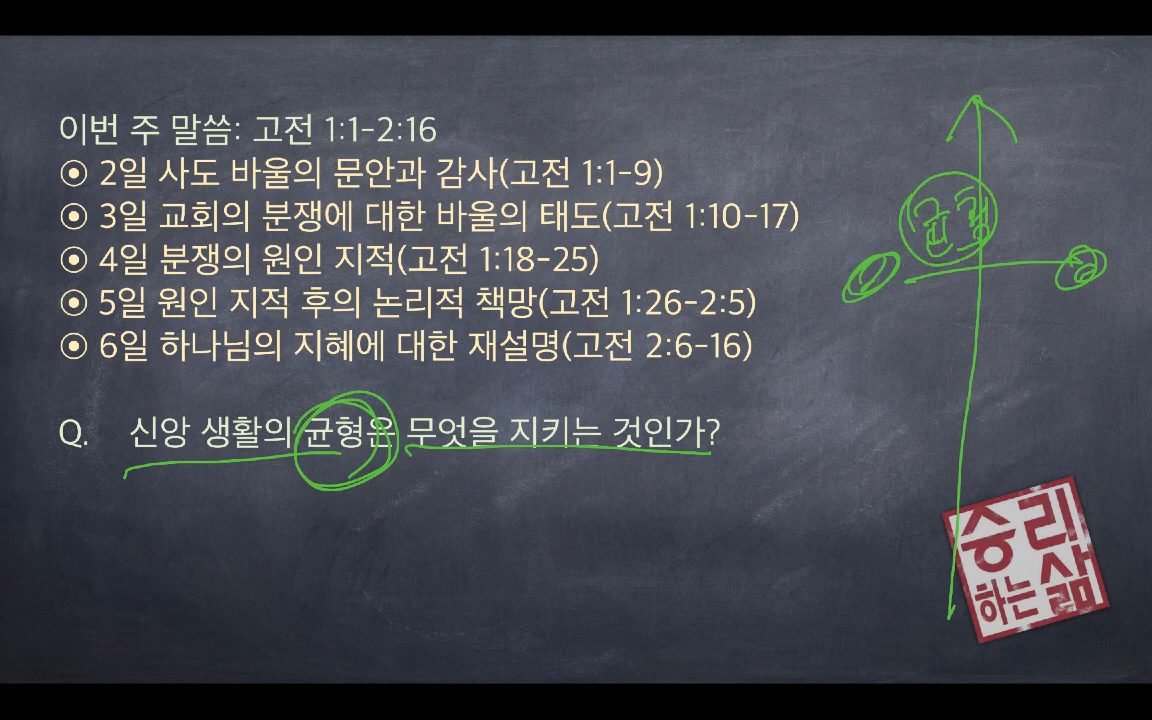 이번 주 말씀: 고전 1:1-2:16
⦿ 2일 사도 바울의 문안과 감사(고전 1:1-9)
⦿ 3일 교회의 분쟁에 대한 바울의 태도(고전 1:10-17)
⦿ 4일 분쟁의 원인 지적(고전 1:18-25)
⦿ 5일 원인 지적 후의 논리적 책망(고전 1:26-2:5)
⦿ 6일 하나님의 지혜에 대한 재설명(고전 2:6-16)
Q. 신앙 생활의 균형은 무엇을 지키는 것인가?
승리
하는 삶